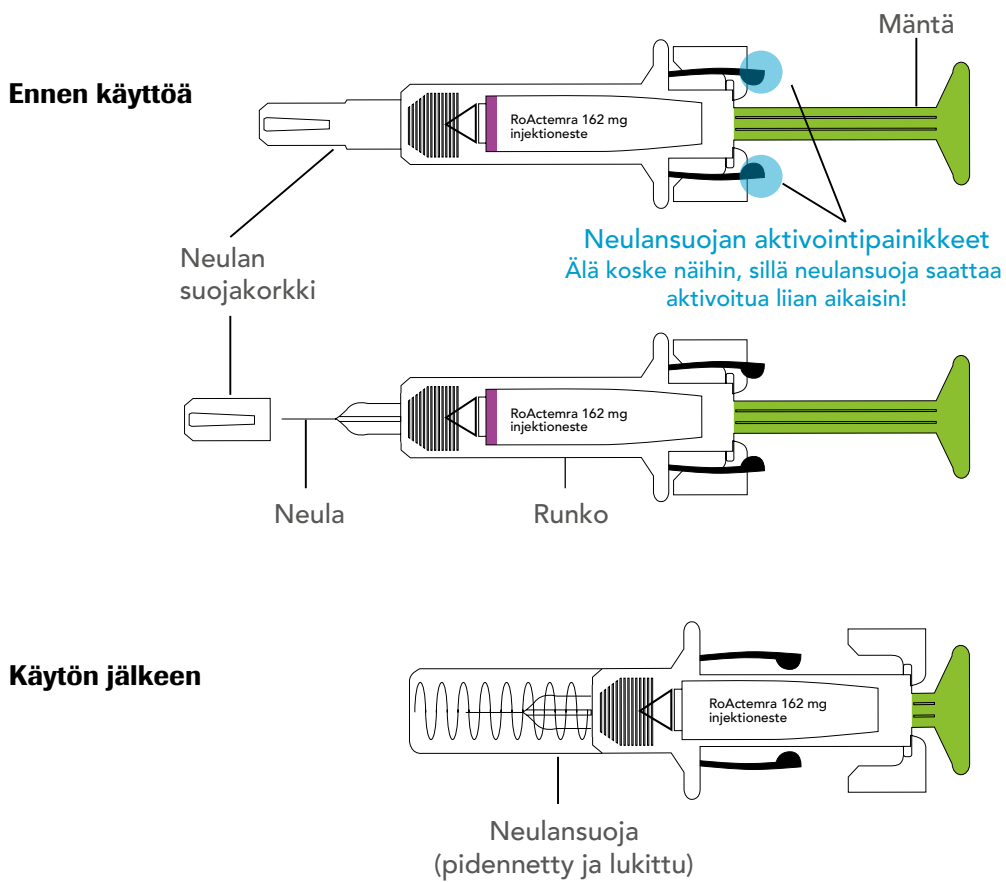 Mäntä
Ennen käyttöä
RoActemra 162 mg
injektioneste
Neulansuojan aktivointipainikkeet
Älä koske näihin, sillä neulansuoja saattaa
aktivoitua liian aikaisin!
Neulan
suojakorkki
RoActemra 162 mg
injektioneste
Neula
Runko
Käytön jälkeen
RoActemra 162 mg
injektioneste
Neulansuoja
(pidennetty ja lukittu)